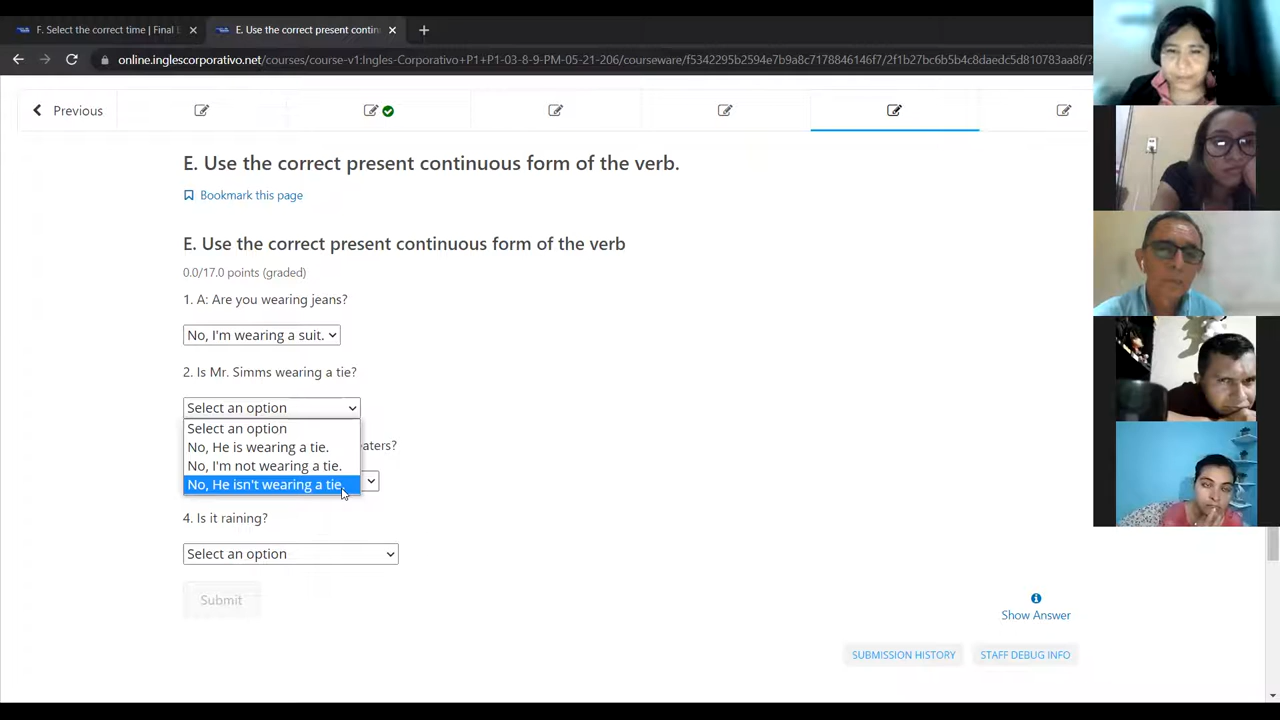 F. Select the correct time | Final
E. Use the correct present contin
online.inglescorporativo.net/courses/course-v1:Ingles-Corporativo+P1+P1-03-8-9-PM-05-21-206/courseware/f5342295b2594e7b9a8c7178846146f7/2f1b27bc6b5b4c8daedc5d810783aa8f/?
Previous
E. Use the correct present continuous form of the verb.
Bookmark this page
E. Use the correct present continuous form of the verb
0.0/17.0 points (graded)
1. A: Are you wearing jeans?
No, I'm wearing a suit.
2. Is Mr. Simms wearing a tie?
Select an option
Select an option
No, He is wearing a tie.
eaters?
No, I'm not wearing a tie.
No, He isn't wearing a tie.
4. Is it raining?
Select an option
Submit
Show Answer
SUBMISSION HISTORY
STAFF DEBUG INFO